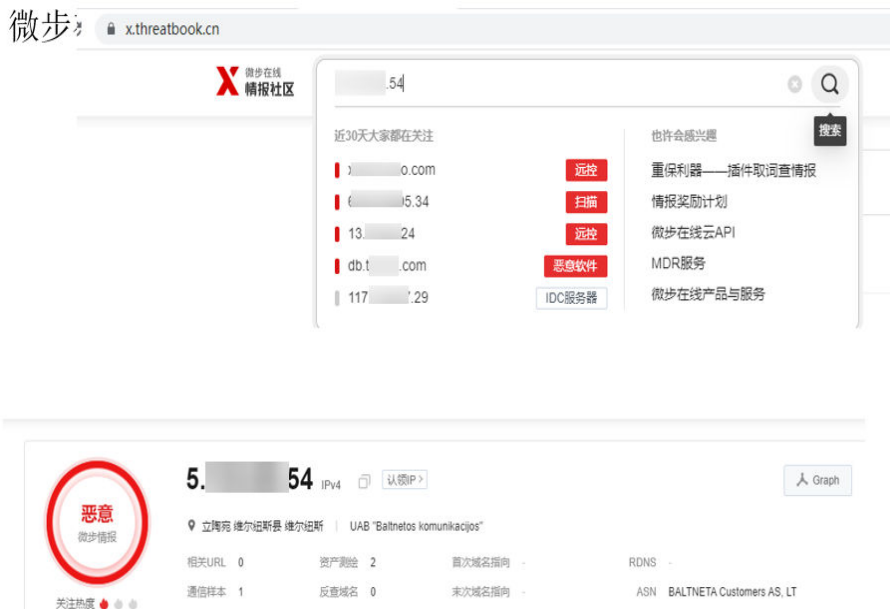 微步
x.threatbook.cn
微步在线
情报社区
.54
搜索
近30天大家都在关注
也许会感兴趣
o.com 远控
重保利器——插件取词查情报
5.34 扫描
情报奖励计划
13. 24 远控
微步在线云API
db.t .com 恶意软件
MDR服务
117 .29 IDC服务器
微步在线产品与服务
恶意
微步情报
关注热度
5. 54 IPv4 认领IP >
Graph
立陶宛 维尔纽斯县 维尔纽斯 | UAB "Baltnetos komunikacijos"
相关URL 0 资产测绘 2 首次域名指向 - RDNS -
通信样本 1 反查域名 0 末次域名指向 - ASN BALTNETA Customers AS, LT